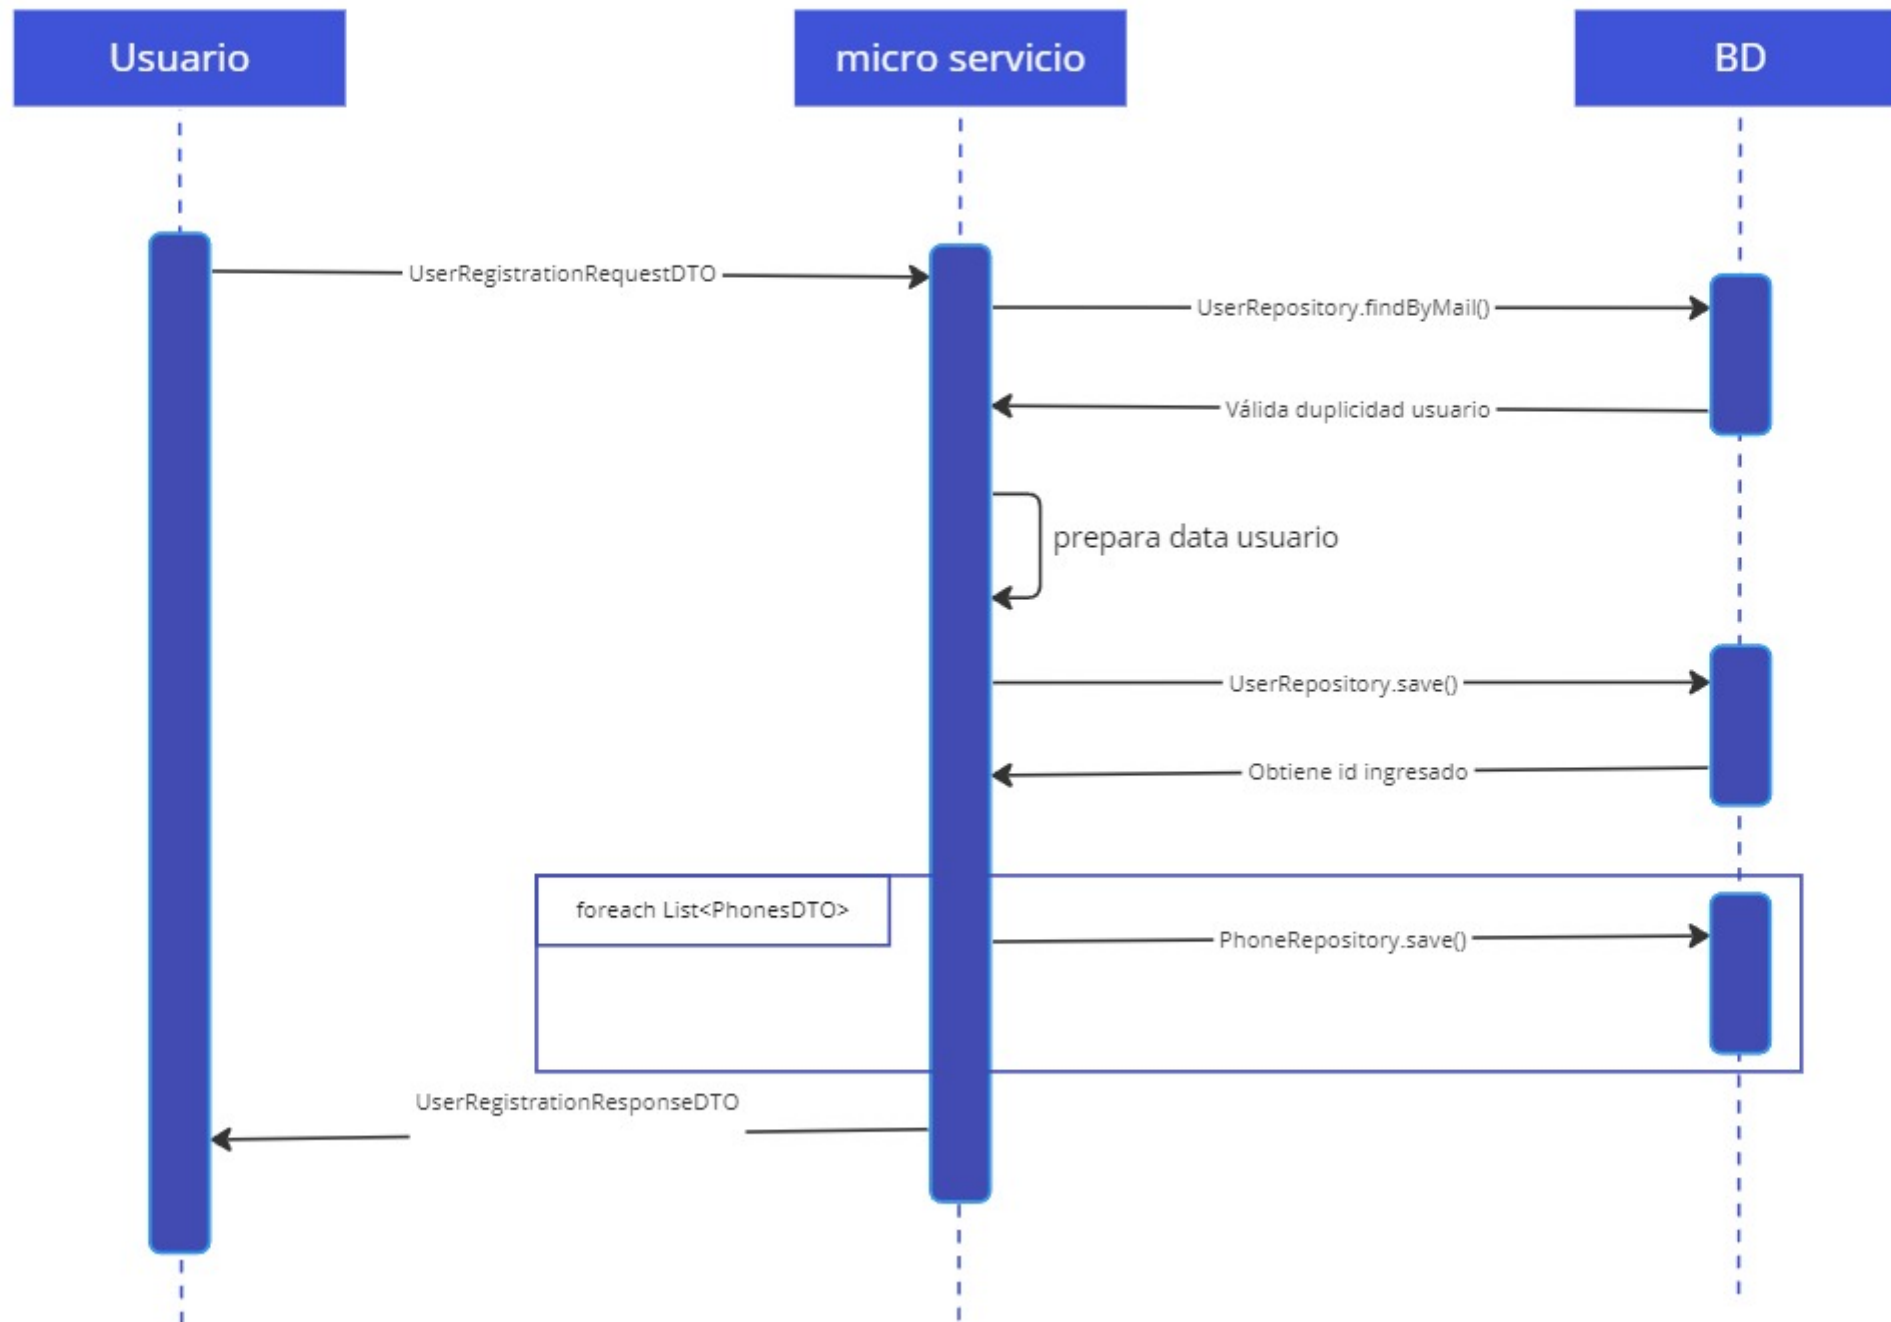 Usuario
micro servicio
BD
UserRegistrationRequestDTO
UserRepository.findByMail()
Válida duplicidad usuario
prepara data usuario
UserRepository.save()
Obtiene id ingresado
foreach List<PhonesDTO>
PhoneRepository.save()
UserRegistrationResponseDTO